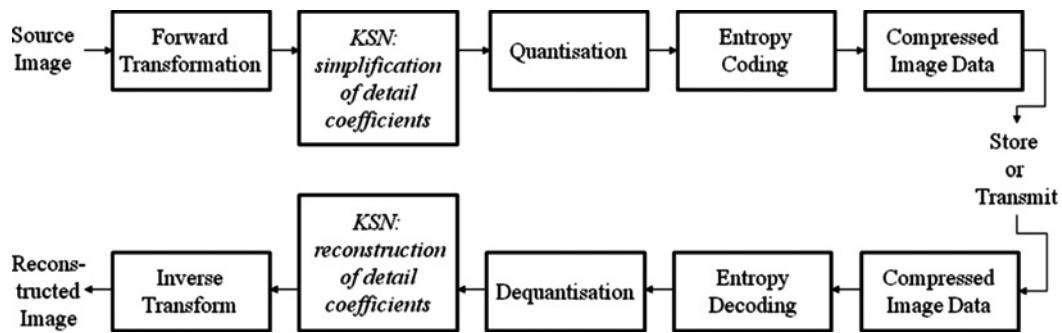 Source
Image
Forward
Transformation
KSN:
simplification
of detail
coefficients
Quantisation
Entropy
Coding
Compressed
Image Data
Store
or
Transmit
Recons-
tructed
Image
Inverse
Transform
KSN:
reconstruction
of detail
coefficients
Dequantisation
Entropy
Decoding
Compressed
Image Data